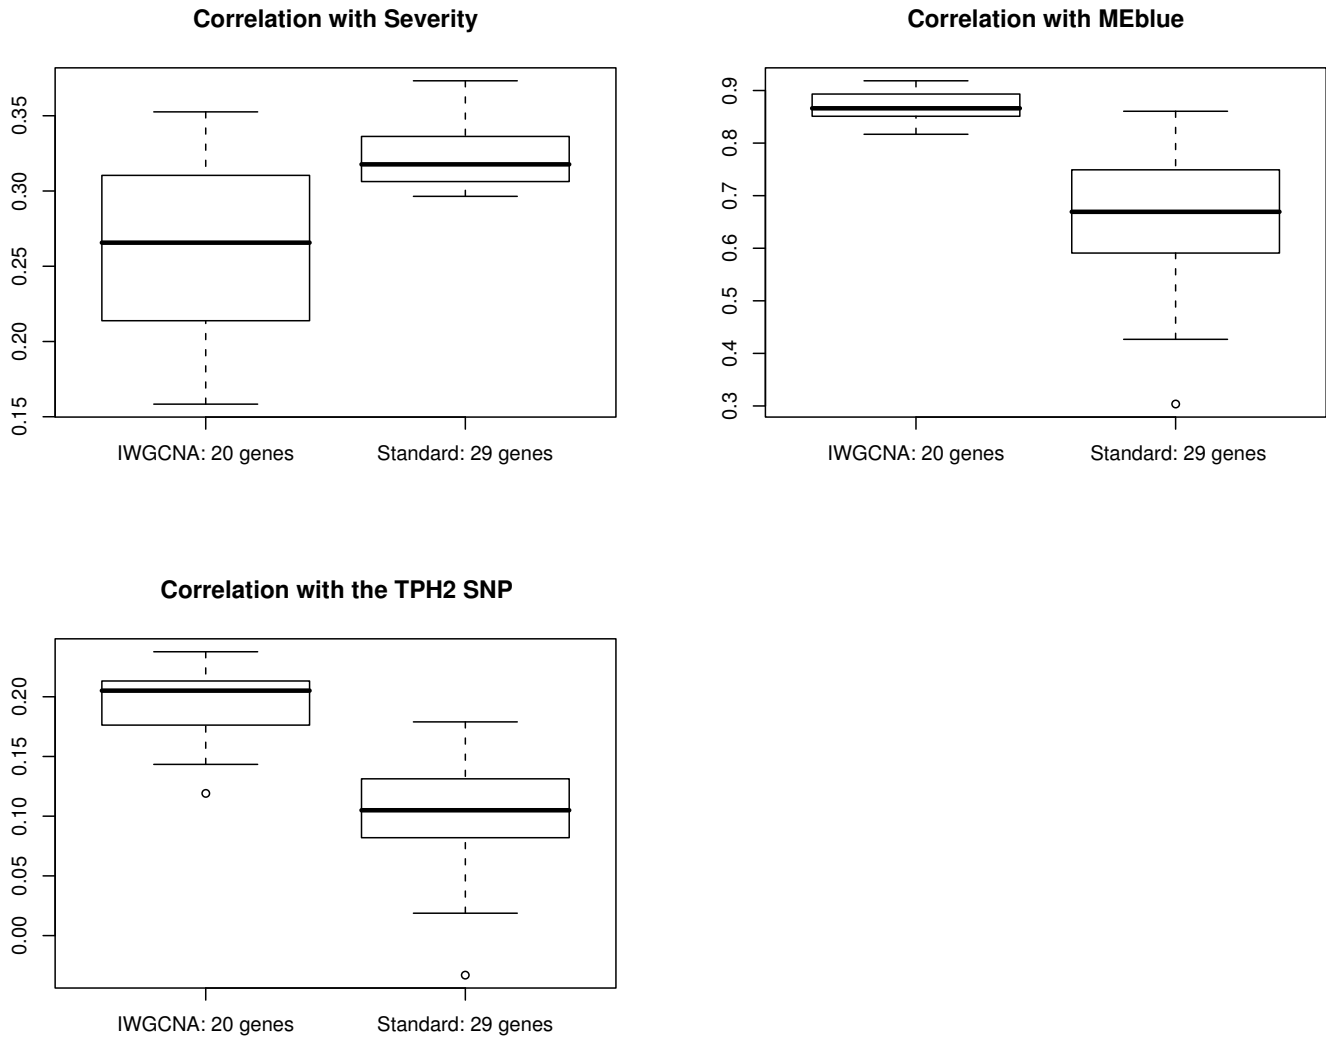 Correlation with Severity
0.35
0.30
0.25
0.20
0.15
IWGCNA: 20 genes
Standard: 29 genes
Correlation with MEblue
0.9
0.8
0.7
0.6
0.5
0.4
0.3
IWGCNA: 20 genes
Standard: 29 genes
Correlation with the TPH2 SNP
0.20
0.15
0.10
0.05
0.00
IWGCNA: 20 genes
Standard: 29 genes